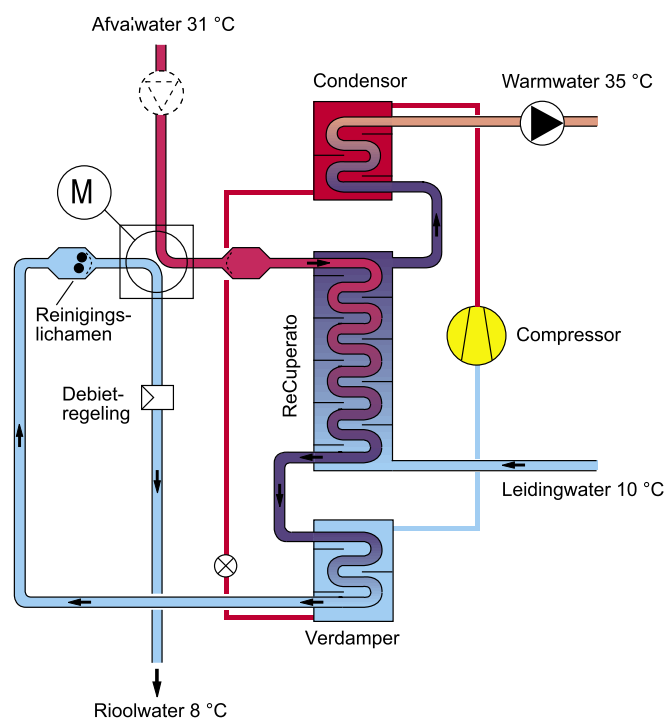 Afvalwater 31 °C
Condensor
Warmwater 35 °C
M
Reinigings-
lichamen
ReCuperato
Compressor
Debiet-
regeling
Leidingwater 10 °C
Verdamper
Rioolwater 8 °C